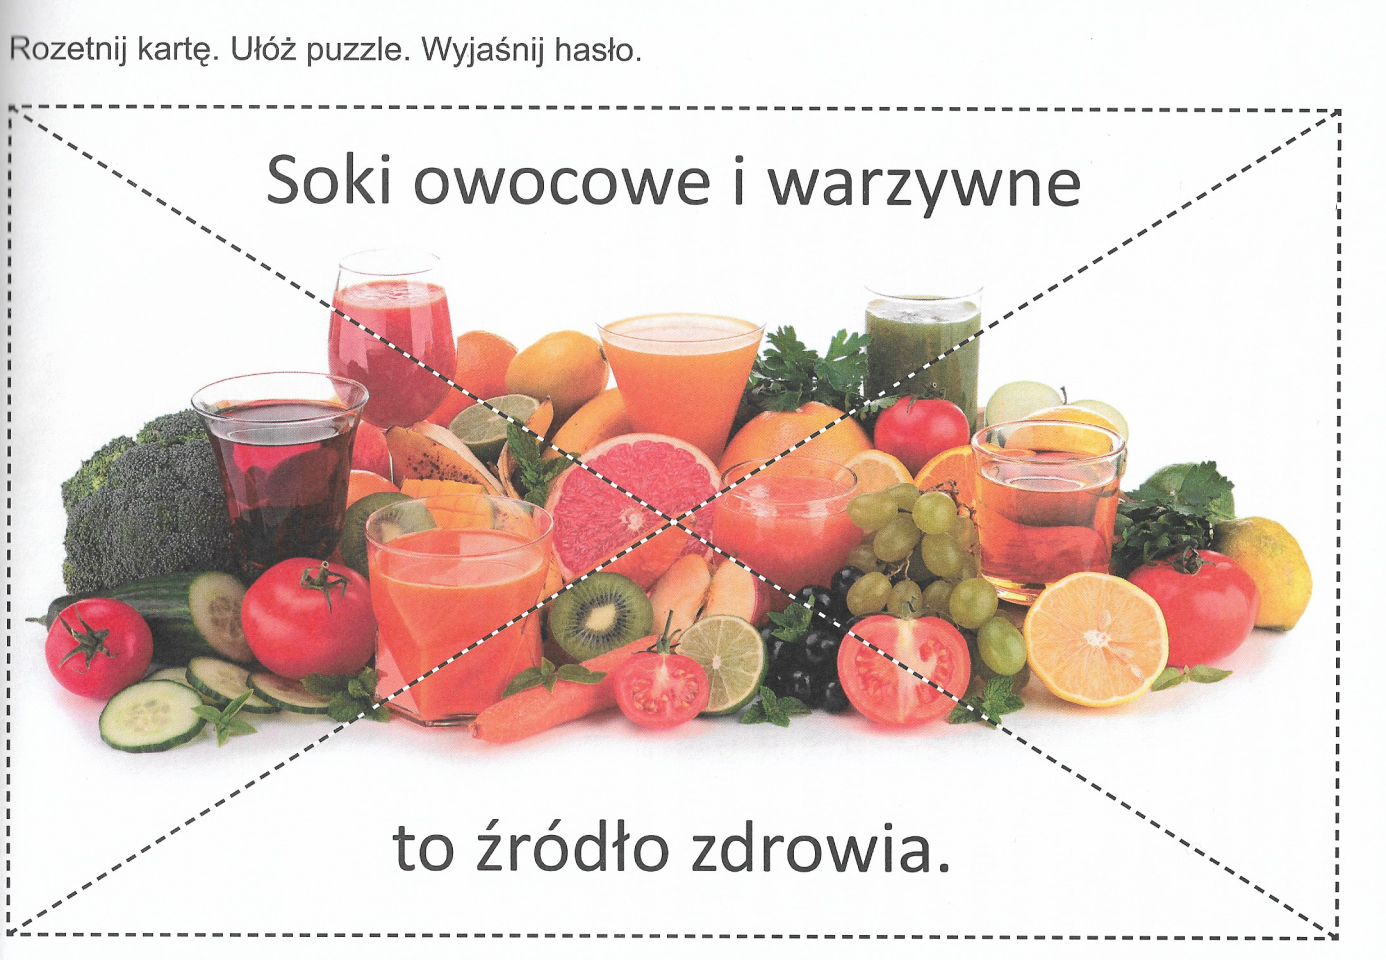 Rozetnij kartę. Ułóż puzzle. Wyjaśnij hasło.
Soki owocowe i warzywne
to źródło zdrowia.